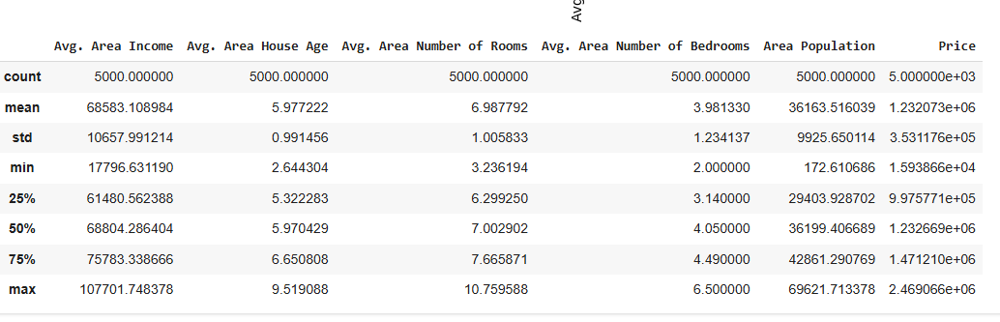 Avg
Avg. Area Income Avg. Area House Age Avg. Area Number of Rooms Avg. Area Number of Bedrooms Area Population Price
count 5000.000000 5000.000000 5000.000000 5000.000000 5000.000000 5.000000e+03
mean 68583.108984 5.977222 6.987792 3.981330 36163.516039 1.232073e+06
std 10657.991214 0.991456 1.005833 1.234137 9925.650114 3.531176e+05
min 17796.631190 2.644304 3.236194 2.000000 172.610686 1.593866e+04
25% 61480.562388 5.322283 6.299250 3.140000 29403.928702 9.975771e+05
50% 68804.286404 5.970429 7.002902 4.050000 36199.406689 1.232669e+06
75% 75783.338666 6.650808 7.665871 4.490000 42861.290769 1.471210e+06
max 107701.748378 9.519088 10.759588 6.500000 69621.713378 2.469066e+06